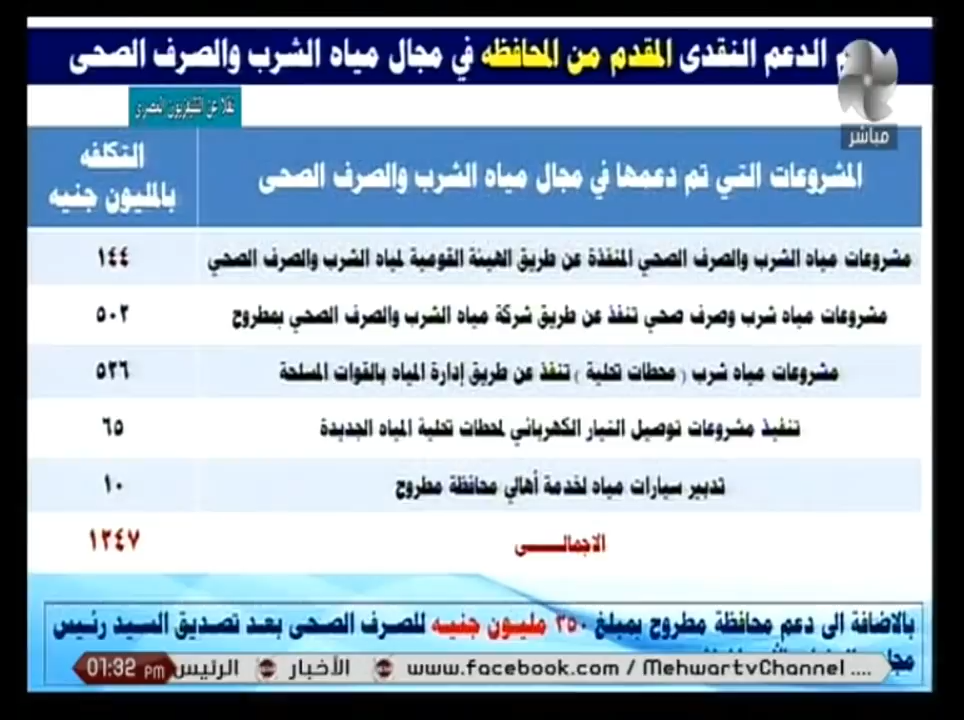 الدعم النقدى المقدم من المحافظه في مجال مياه الشرب والصرف الصحى
مباشر
نقلا عن التليفزيون المصرى
المشروعات التي تم دعمها في مجال مياه الشرب والصرف الصحى
التكلفه
بالمليون جنيه
مشروعات مياه الشرب والصرف الصحي المنفذة عن طريق الهيئة القومية لمياه الشرب والصرف الصحي ١٤٤
مشروعات مياه شرب وصرف صحي تنفذ عن طريق شركة مياه الشرب والصرف الصحي بمطروح ٥٠٢
مشروعات مياه شرب ( محطات تحلية ) تنفذ عن طريق إدارة المياه بالقوات المسلحة ٥٢٦
تنفيذ مشروعات توصيل التيار الكهربائي لمحطات تحلية المياه الجديدة ٦٥
تدبير سيارات مياه لخدمة أهالي محافظة مطروح ١٠
الاجمالـــــى ١٢٤٧
بالاضافة الى دعم محافظة مطروح بمبلغ ٢٥٠ مليون جنيه للصرف الصحى بعد تصديق السيد رئيس
www.facebook.com / MehwartvChannel .... الأخبار الرئيس
01:32 PM